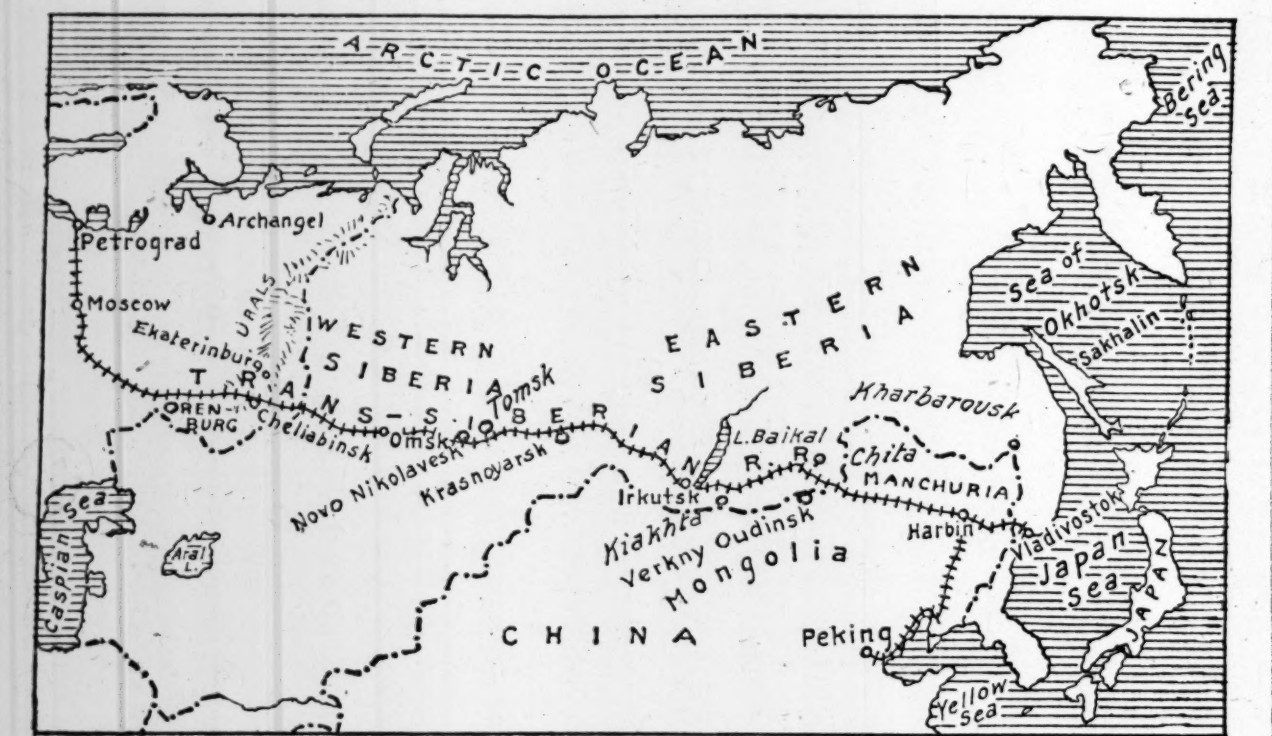 ARCTIC OCEAN
Bering
Sea
Archangel
Petrograd
Moscow
URALS
Ekaterinburg
WESTERN
SIBERIA
EASTERN
SIBERIA
Sea of
Okhotsk
Sakhalin
TRANS-SIBERIAN R.R.
OREN-
BURG
Cheliabinsk
Omsk
Tomsk
Novo Nikolavesk
Krasnoyarsk
Irkutsk
L. Baikal
Kharbarousk
Chita
MANCHURIA
Kiakhta
Verkny Oudinsk
Mongolia
Harbin
Vladivostok
Japan
Sea
JAPAN
Caspian Sea
Aral
L.
CHINA
Peking
Yellow
Sea